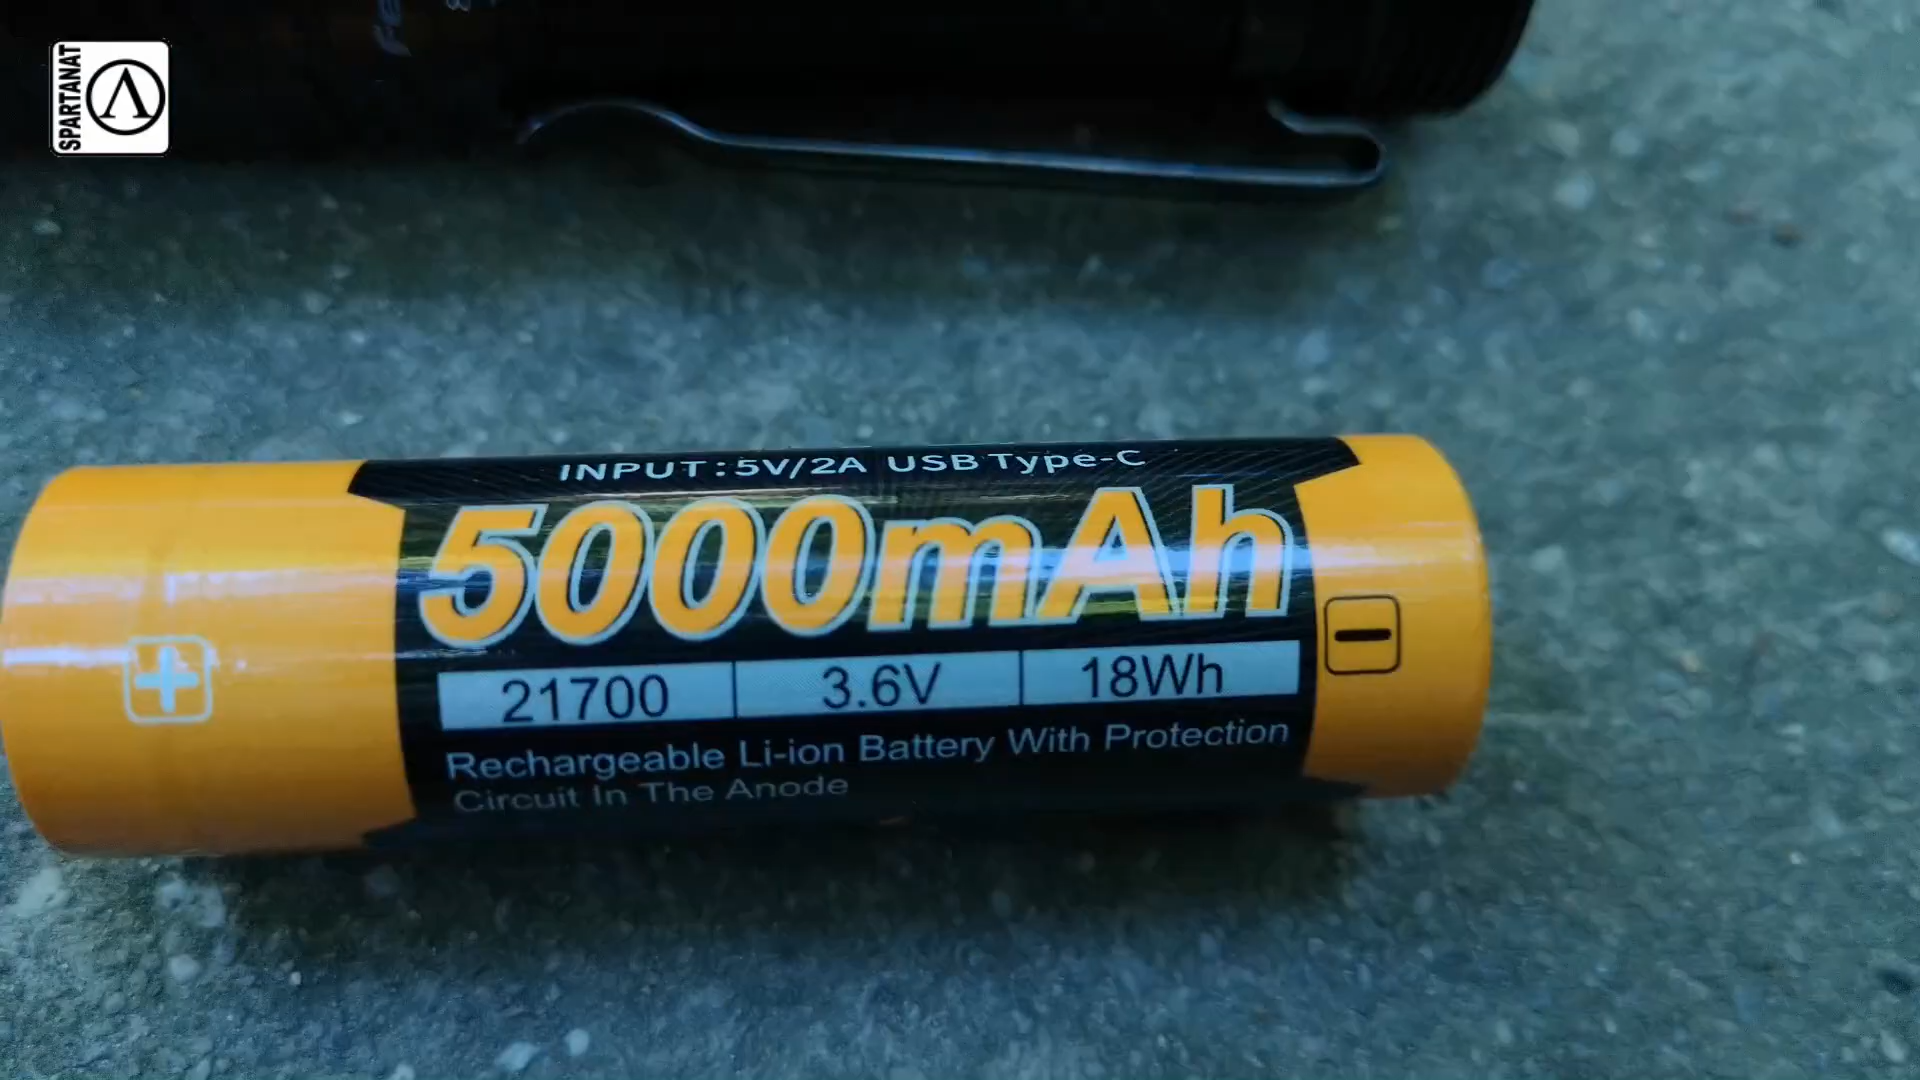 SPARTANAT
INPUT:5V/2A USB Type-C
5000mAh
21700 3.6V 18Wh
Rechargeable Li-ion Battery With Protection
Circuit In The Anode